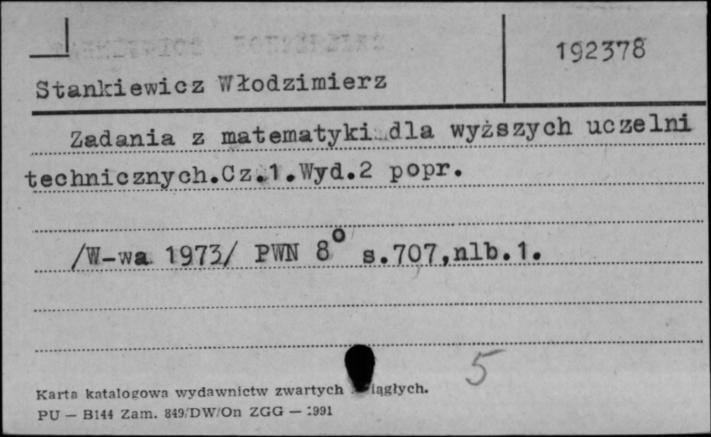 192378
Stankiewicz Włodzimierz
Zadania z matematyki dla wyższych uczelni
technicznych.Cz.1.Wyd.2 popr.
/W-wa 1973/ PWN 8° s.707,nlb.1.
5
Karta katalogowa wydawnictw zwartych
PU — B144 Zam. 849/DW/On ZGG — 1991